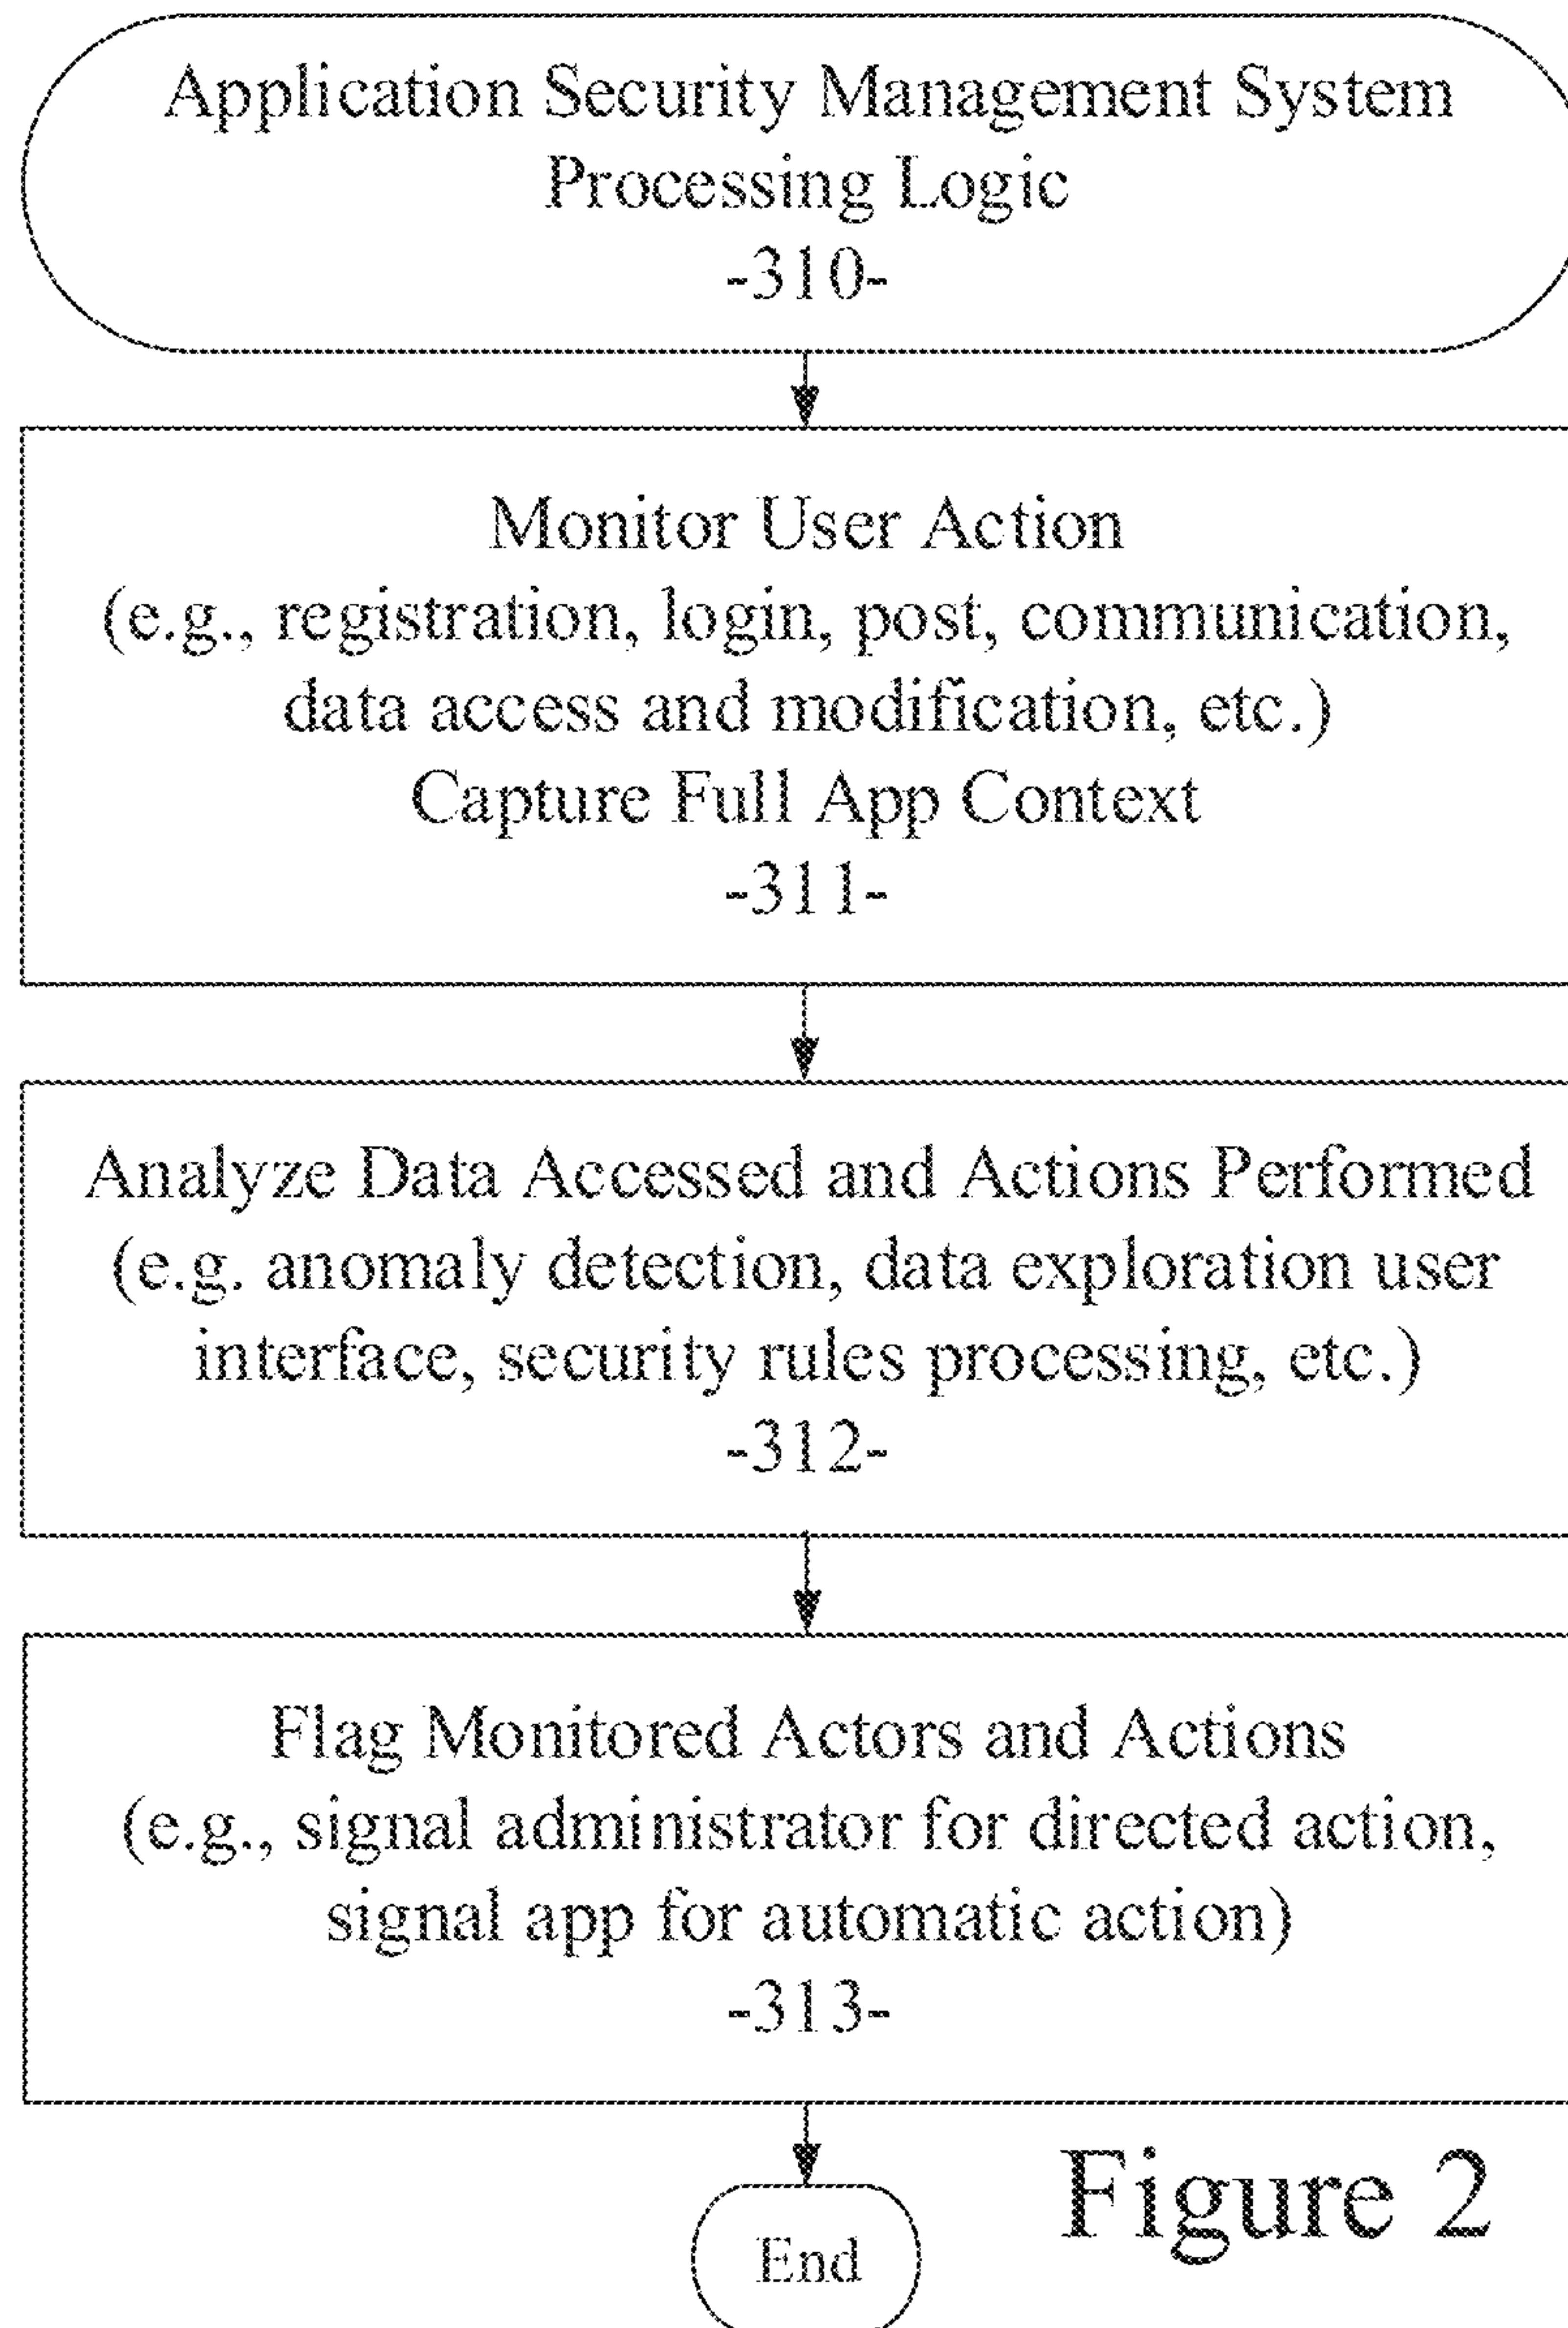 Application Security Management System
Processing Logic
-310-
Monitor User Action
(e.g., registration, login, post, communication,
data access and modification, etc.)
Capture Full App Context
-311-
Analyze Data Accessed and Actions Performed
(e.g. anomaly detection, data exploration user
interface, security rules processing, etc.)
-312-
Flag Monitored Actors and Actions
(e.g., signal administrator for directed action,
signal app for automatic action)
-313-
End
Figure 2